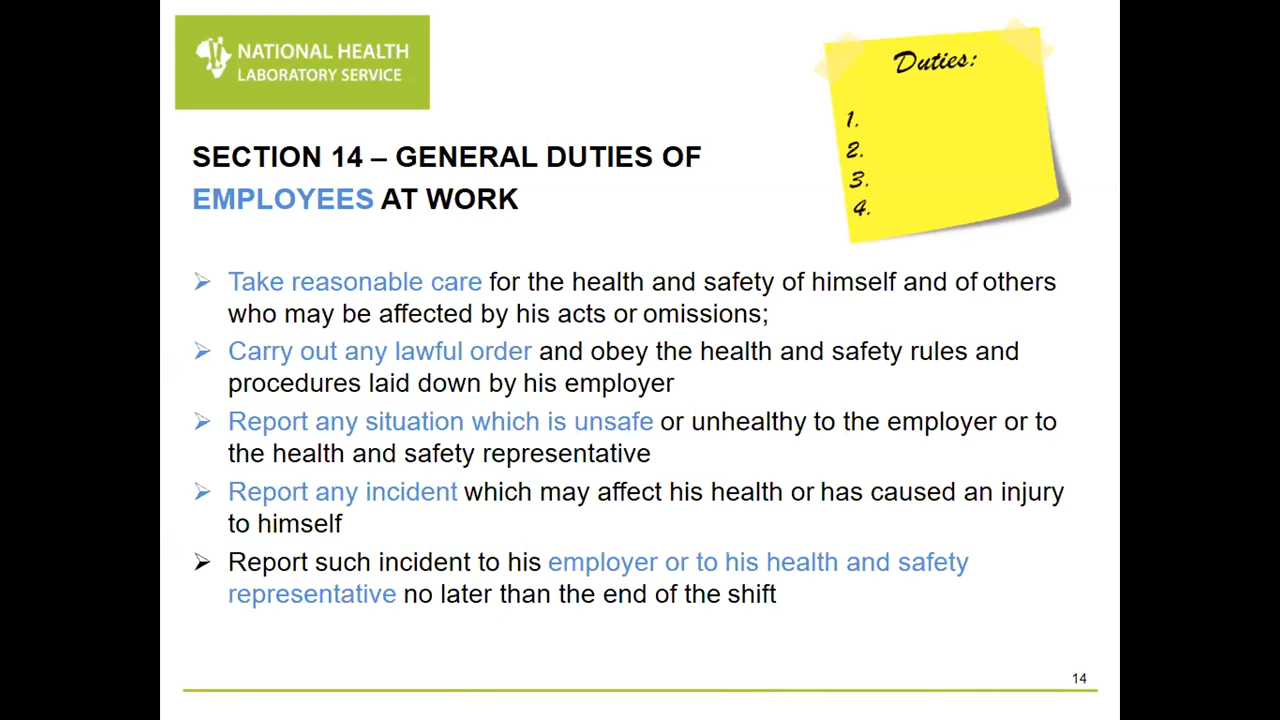 NATIONAL HEALTH
LABORATORY SERVICE
Duties:
1.
2.
3.
4.
SECTION 14 – GENERAL DUTIES OF
EMPLOYEES AT WORK
➢ Take reasonable care for the health and safety of himself and of others
who may be affected by his acts or omissions;
➢ Carry out any lawful order and obey the health and safety rules and
procedures laid down by his employer
➢ Report any situation which is unsafe or unhealthy to the employer or to
the health and safety representative
➢ Report any incident which may affect his health or has caused an injury
to himself
➢ Report such incident to his employer or to his health and safety
representative no later than the end of the shift
14